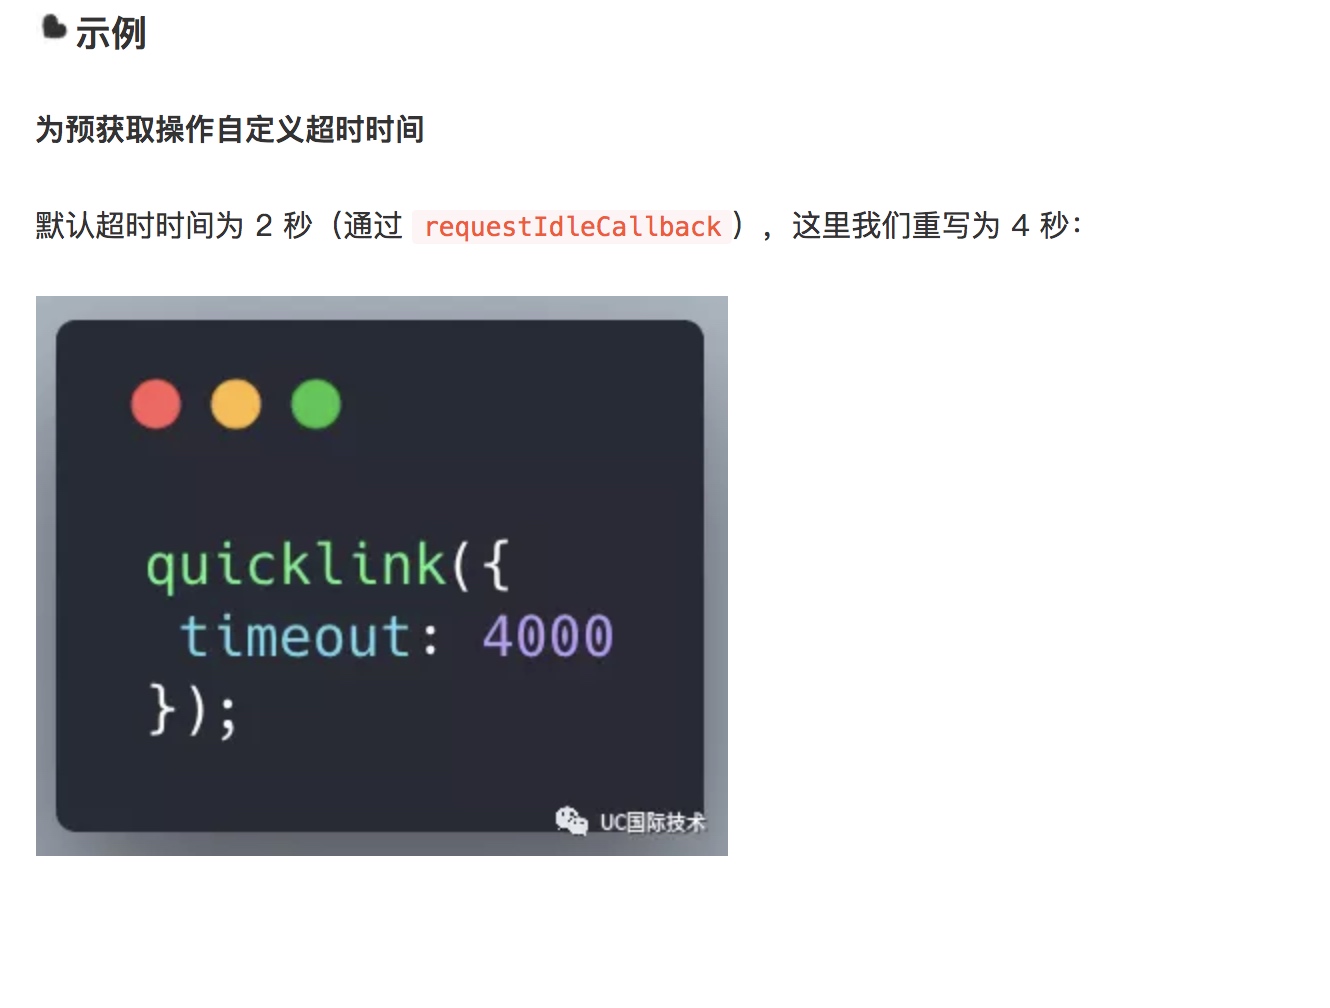 示例
为预获取操作自定义超时时间
默认超时时间为 2 秒（通过 requestIdleCallback），这里我们重写为 4 秒：
quicklink({
 timeout: 4000
});
UC国际技术